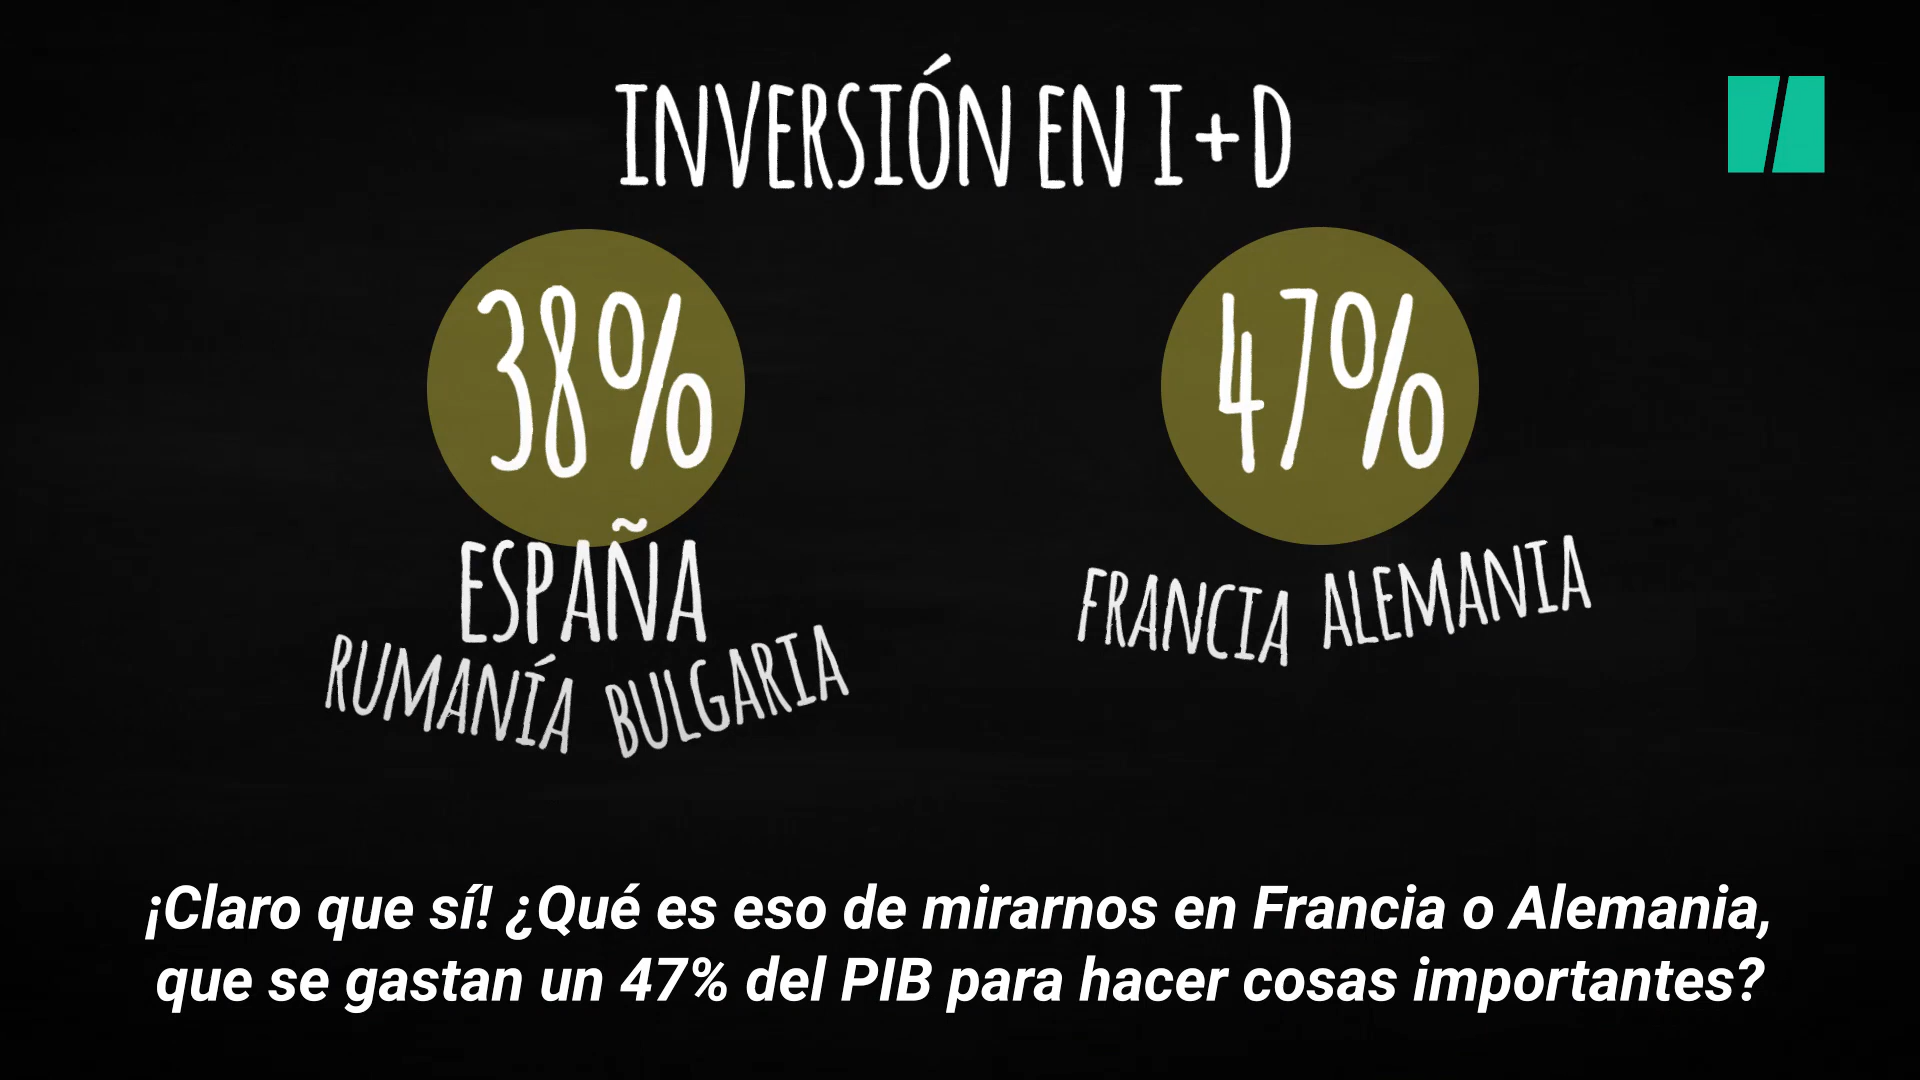 INVERSIÓN EN I+D
38%
ESPAÑA
RUMANÍA BULGARIA
47%
FRANCIA ALEMANIA
¡Claro que sí! ¿Qué es eso de mirarnos en Francia o Alemania,
que se gastan un 47% del PIB para hacer cosas importantes?